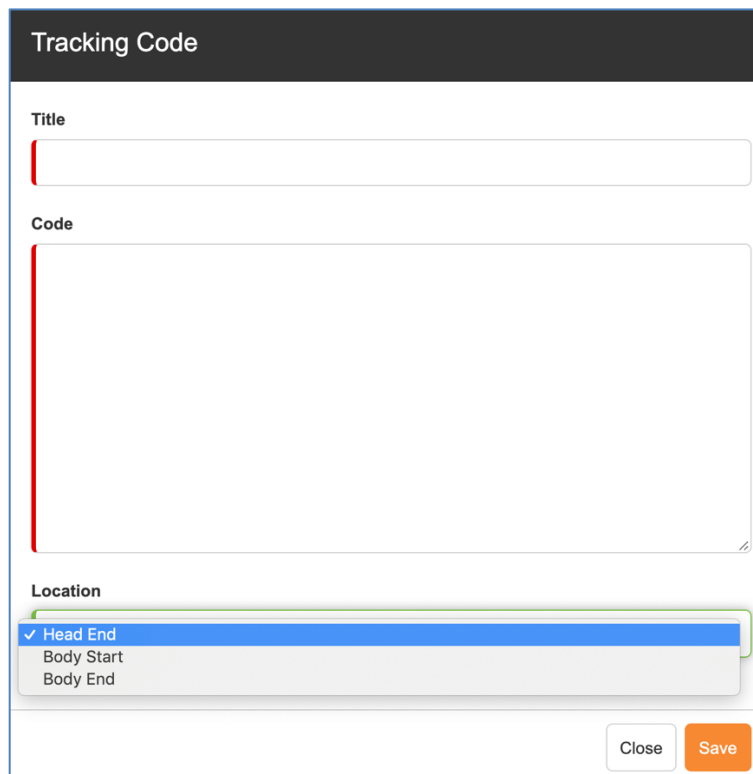 Tracking Code
Title
Code
Location
✓ Head End
Body Start
Body End
Close Save